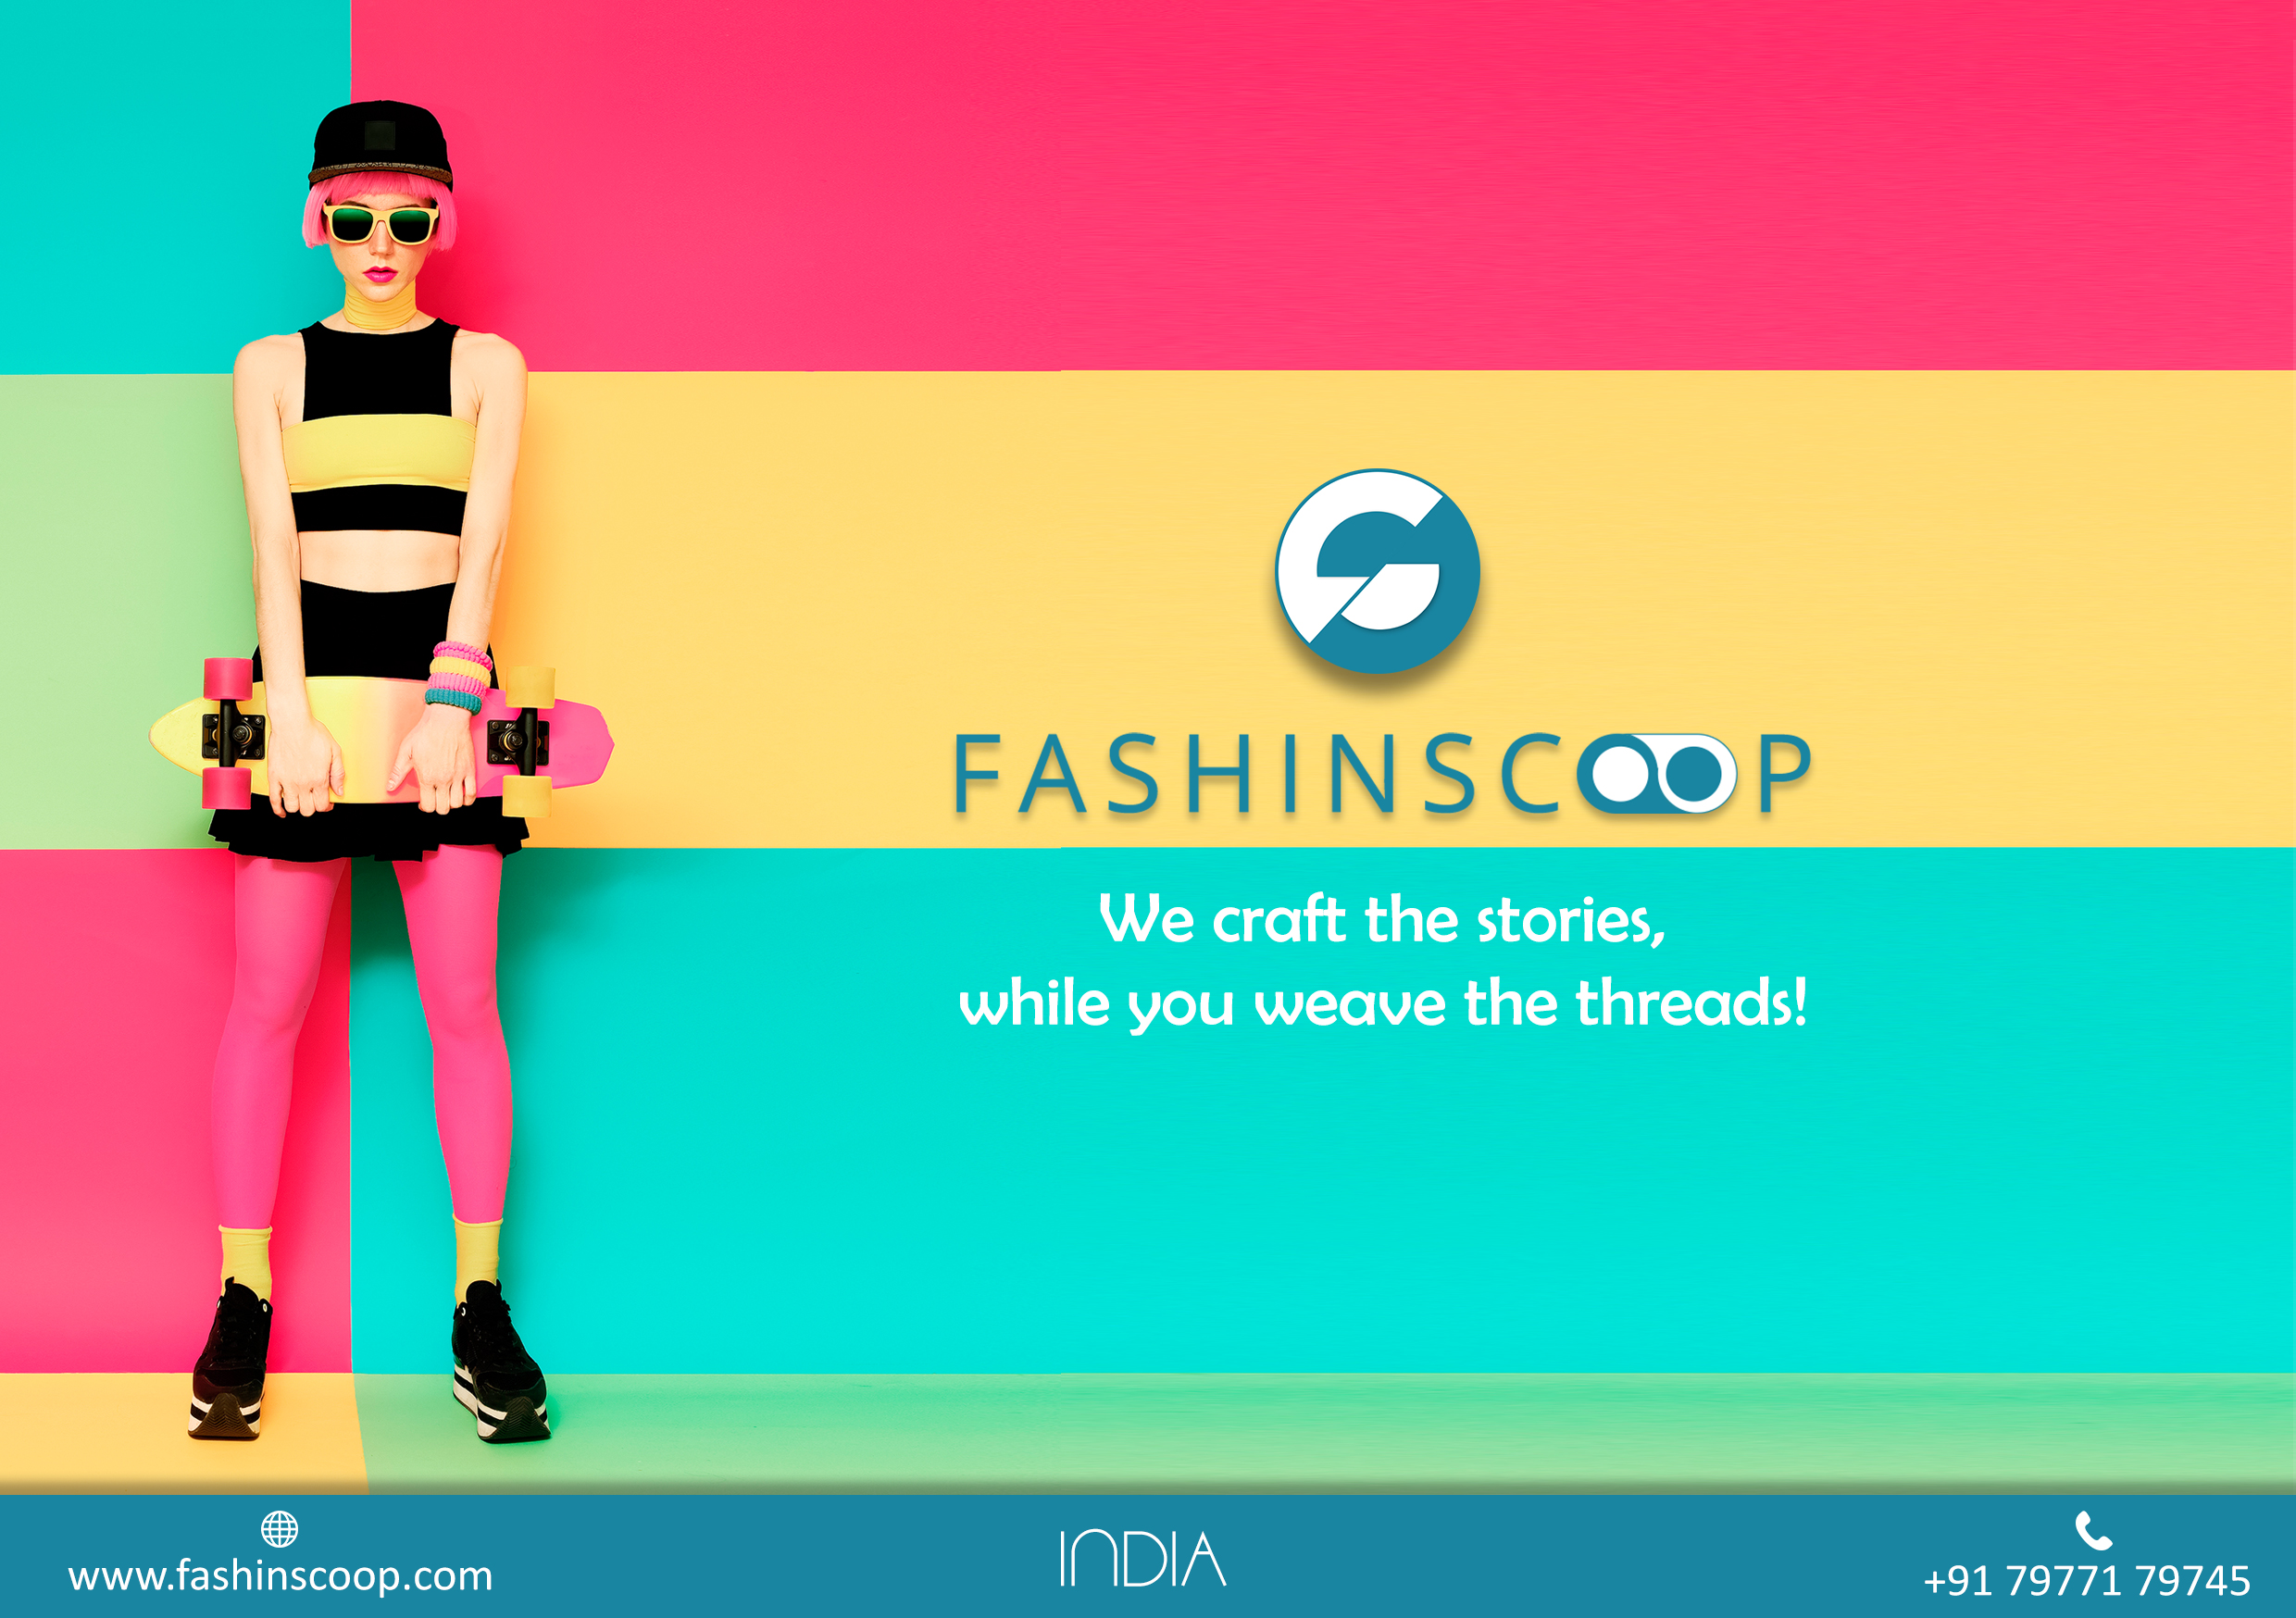 FASHINSCOOP
We craft the stories,
while you weave the threads!
www.fashinscoop.com
INDIA
+91 79771 79745